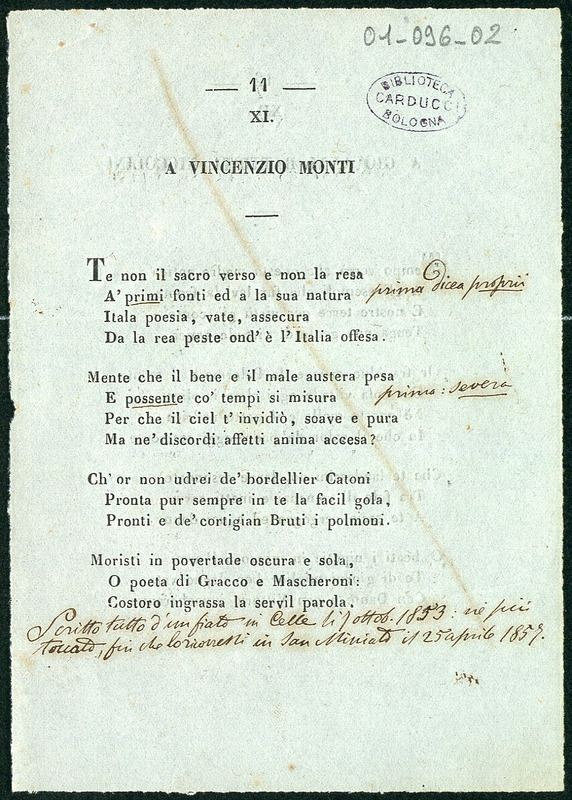 01-096-02
— 11 —
BIBLIOTECA
CARDUCCI
BOLOGNA
XI.
A VINCENZIO MONTI
Te non il sacro verso e non la resa
A' primi fonti ed a la sua natura
prima dicea proprii
Itala poesia, vate, assecura
Da la rea peste ond' è l'Italia offesa.
Mente che il bene e il male austera pesa
E possente co' tempi si misura
prima: severa
Per che il ciel t'invidiò, soave e pura
Ma ne' discordi affetti anima accesa?
Ch' or non udrei de' bordellier Catoni
Pronta pur sempre in te la facil gola,
Pronti e de' cortigian Bruti i polmoni.
Moristi in povertade oscura e sola,
O poeta di Gracco e Mascheroni:
Costoro ingrassa la servil parola.
Scritto tutto d'un fiato in Celle li 7 ottob. 1853: nè più
toccato, fin che lo ricorressi in San Miniato il 25 aprile 1857.